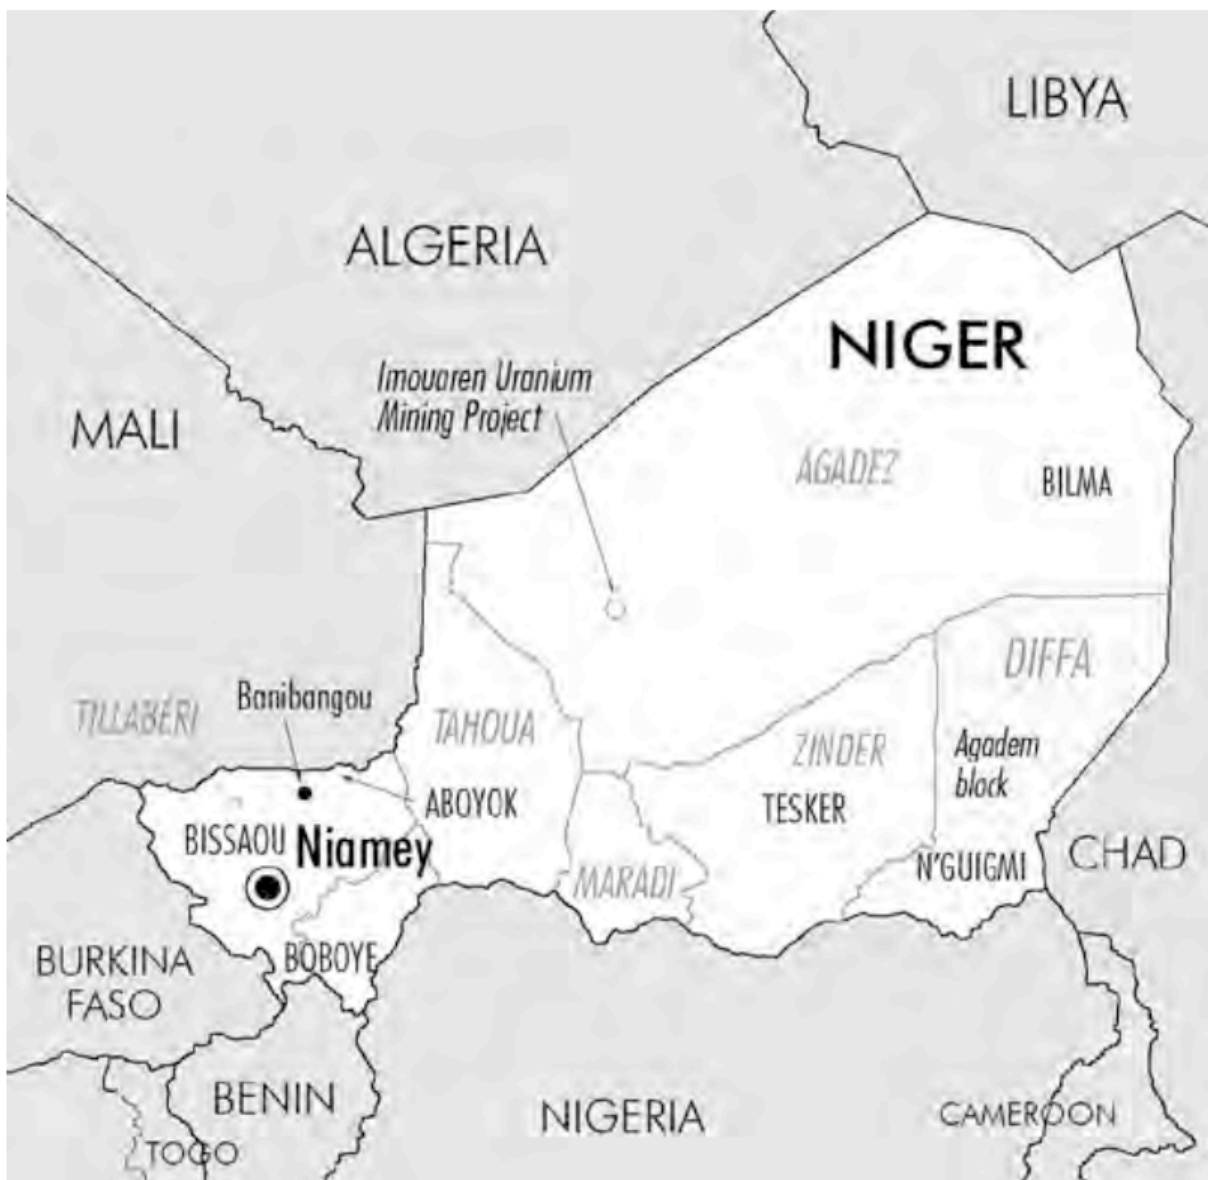 LIBYA
ALGERIA
NIGER
Imouaren Uranium
Mining Project
MALI
AGADEZ
BILMA
DIFFA
Banibangou
TILLABÉRI
TAHOUA
ZINDER
Agadem
block
ABOYOK
TESKER
BISSAOU
Niamey
CHAD
N'GUIGMI
MARADI
BOBOYE
BURKINA
FASO
BENIN
NIGERIA
CAMEROON
TOGO